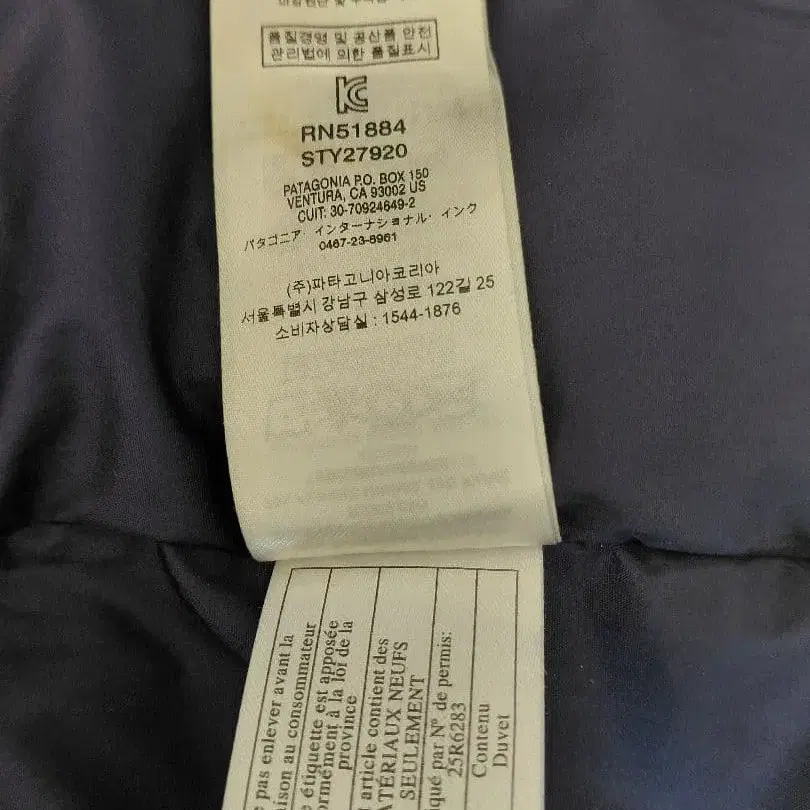 품질경영 및 공산품 안전
관리법에 의한 품질표시
RN51884
STY27920
PATAGONIA P.O. BOX 150
VENTURA, CA 93002 US
CUIT: 30-70924649-2
パタゴニア・インターナショナル・インク
0467-23-8961
(주)파타고니아코리아
서울특별시 강남구 삼성로 122길 25
소비자상담실 : 1544-1876
e pas enlever avant la
aison au consommateur
e étiquette est apposée
ormément à la loi de la
province
t article contient des
ATÉRIAUX NEUFS
SEULEMENT
iqué par Nº. de permis:
25R6283
Contenu
Duvet